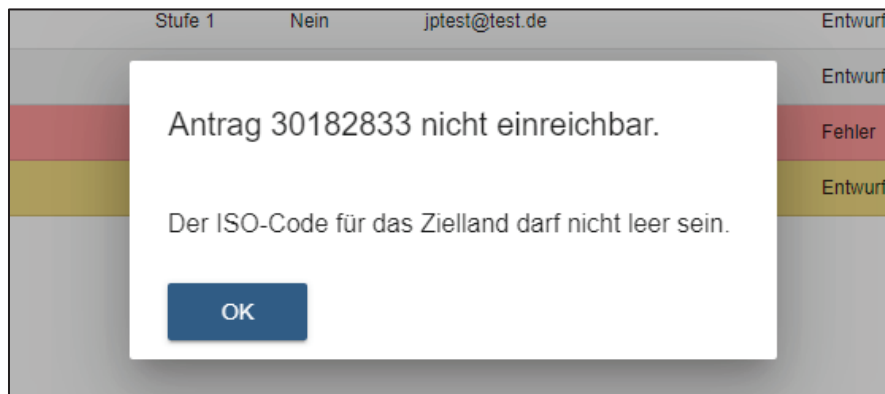 Stufe 1 Nein jptest@test.de Entwurf
Entwurf
Antrag 30182833 nicht einreichbar.
Fehler
Entwurf
Der ISO-Code für das Zielland darf nicht leer sein.
OK